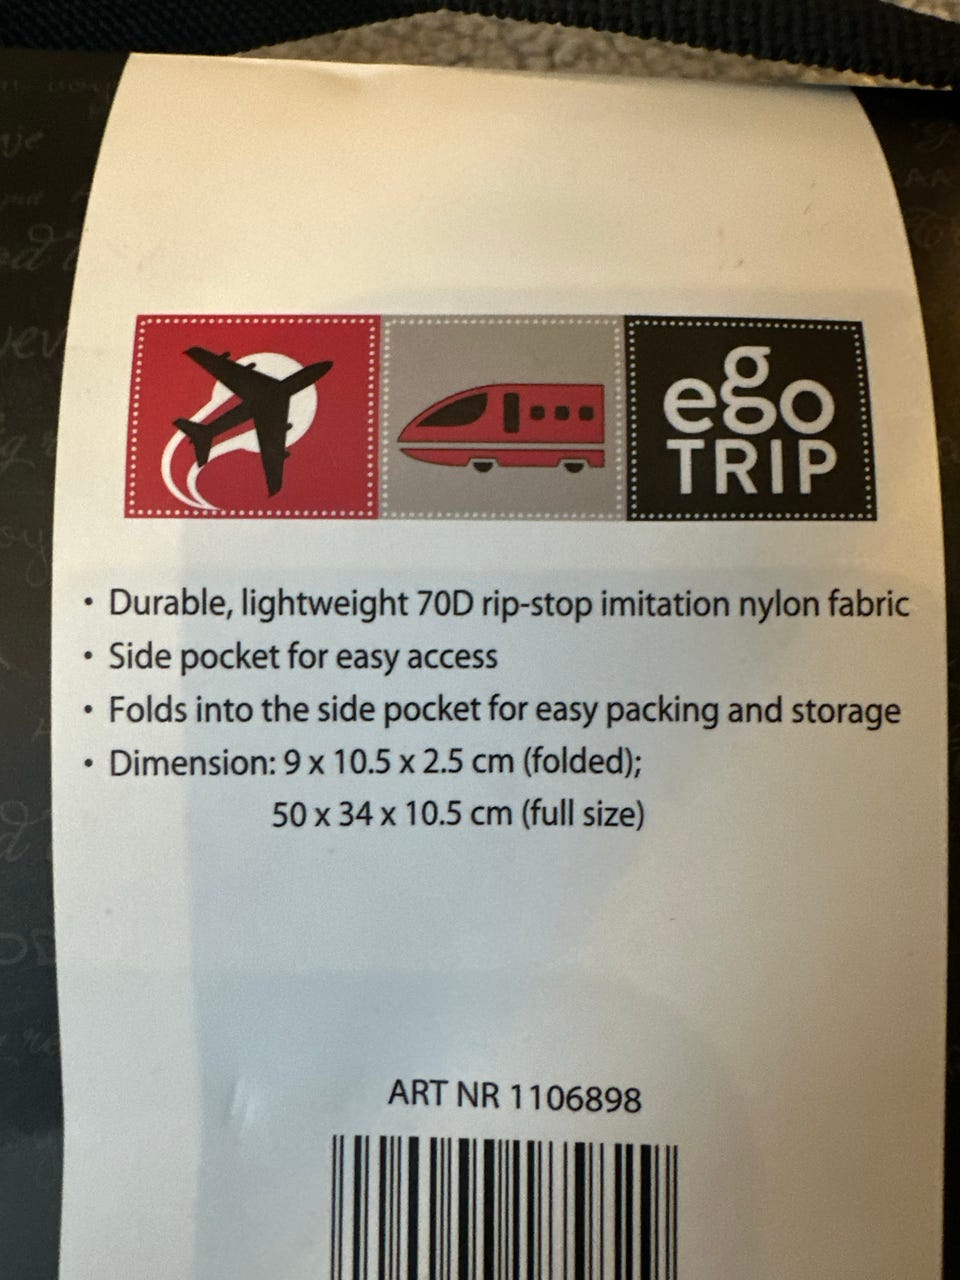 ego
TRIP
• Durable, lightweight 70D rip-stop imitation nylon fabric
• Side pocket for easy access
• Folds into the side pocket for easy packing and storage
• Dimension: 9 x 10.5 x 2.5 cm (folded);
50 x 34 x 10.5 cm (full size)
ART NR 1106898